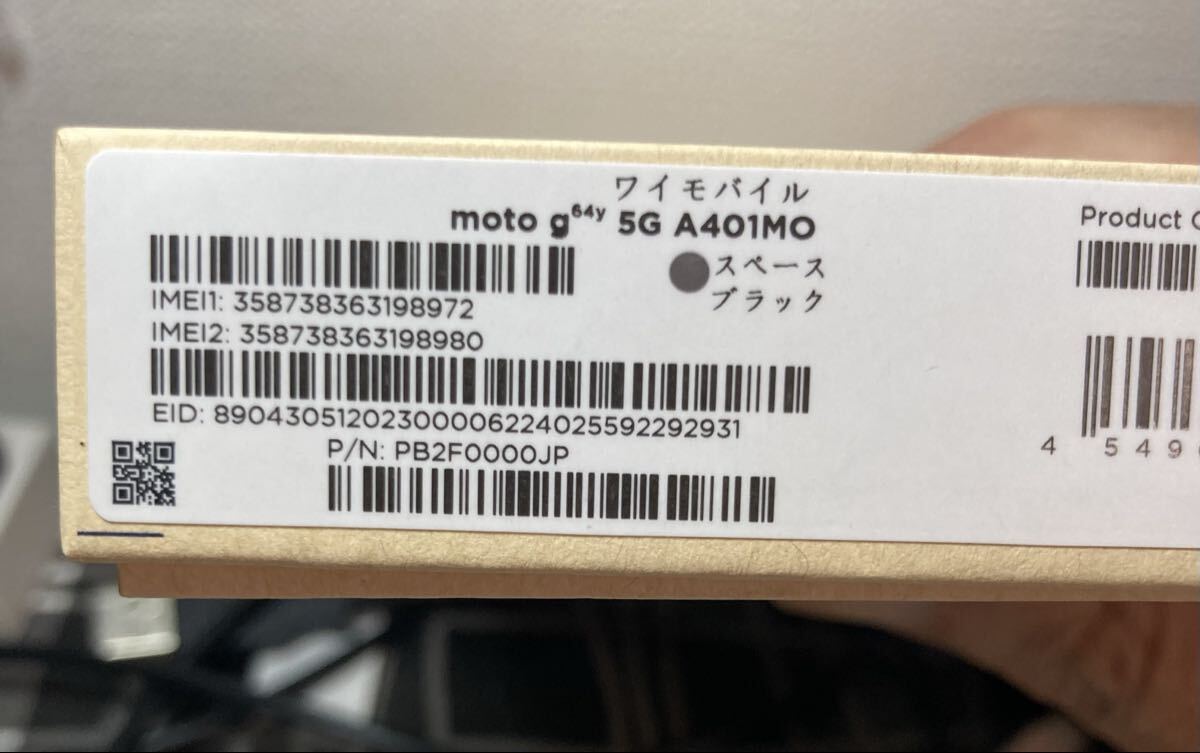 ワイモバイル
moto g64y 5G A401MO
スペース
ブラック
IMEI1: 358738363198972
IMEI2: 358738363198980
EID: 89043051202300006224025592292931
P/N: PB2F0000JP
Product
4 549